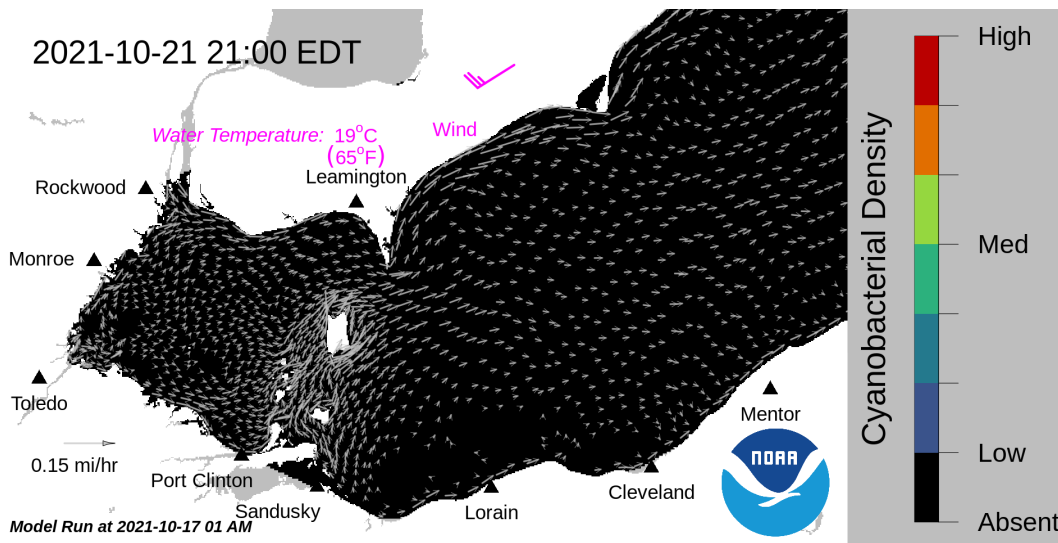 2021-10-21 21:00 EDT
High
Wind
Water Temperature: 19°C
(65°F)
Leamington
Rockwood
Med
Monroe
Cyanobacterial Density
Toledo
Mentor
0.15 mi/hr
NOAA
Low
Port Clinton
Cleveland
Sandusky
Lorain
Absent
Model Run at 2021-10-17 01 AM